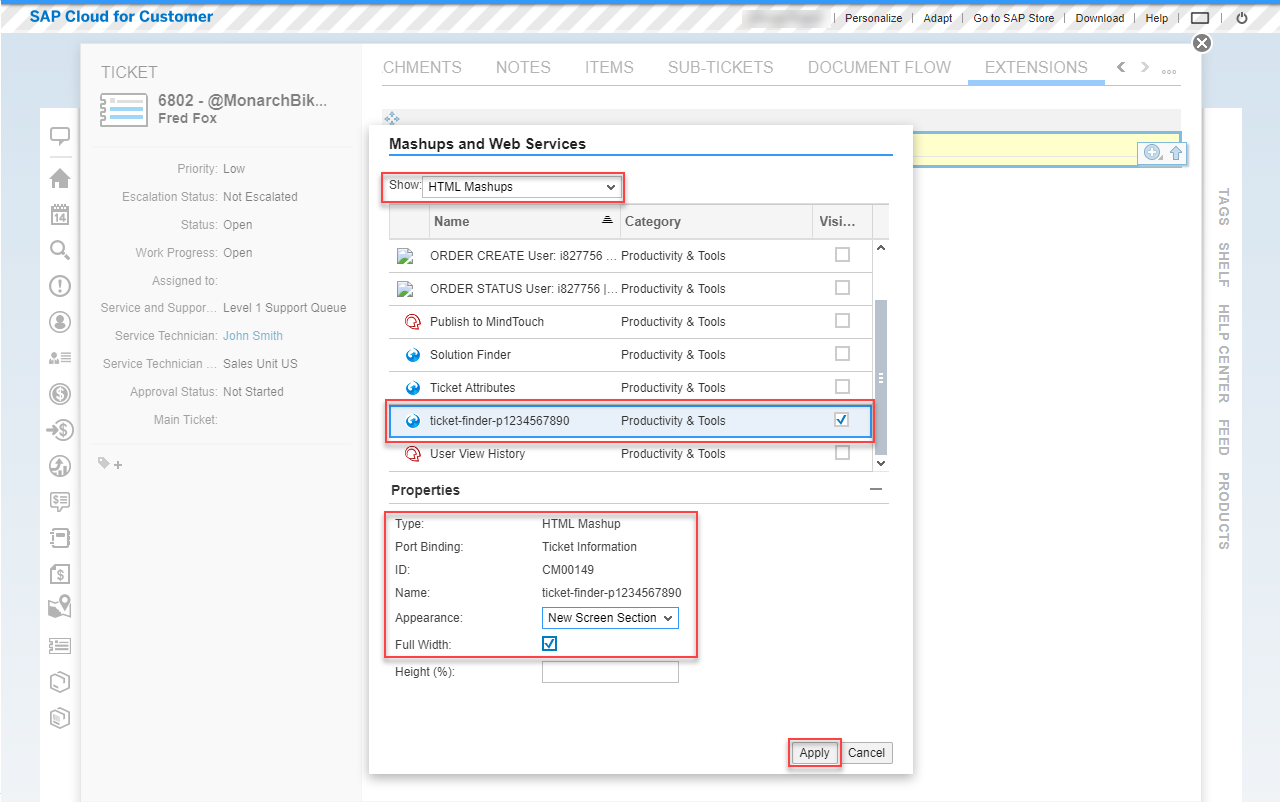 SAP Cloud for Customer
Personalize
Adapt
Go to SAP Store
Download
Help
TICKET
6802 - @MonarchBik...
Fred Fox
Priority: Low
Escalation Status: Not Escalated
Status: Open
Work Progress: Open
Assigned to:
Service and Suppor... Level 1 Support Queue
Service Technician: John Smith
Service Technician ... Sales Unit US
Approval Status: Not Started
Main Ticket:
14
CHMENTS NOTES ITEMS SUB-TICKETS DOCUMENT FLOW EXTENSIONS
Mashups and Web Services
Show: HTML Mashups
Name Category Visi...
ORDER CREATE User: i827756 ... Productivity & Tools
ORDER STATUS User: i827756 |... Productivity & Tools
Publish to MindTouch Productivity & Tools
Solution Finder Productivity & Tools
Ticket Attributes Productivity & Tools
ticket-finder-p1234567890 Productivity & Tools
User View History Productivity & Tools
Properties
Type: HTML Mashup
Port Binding: Ticket Information
ID: CM00149
Name: ticket-finder-p1234567890
Appearance: New Screen Section
Full Width:
Height (%):
Apply Cancel
TAGS
SHELF
HELP CENTER
FEED
PRODUCTS